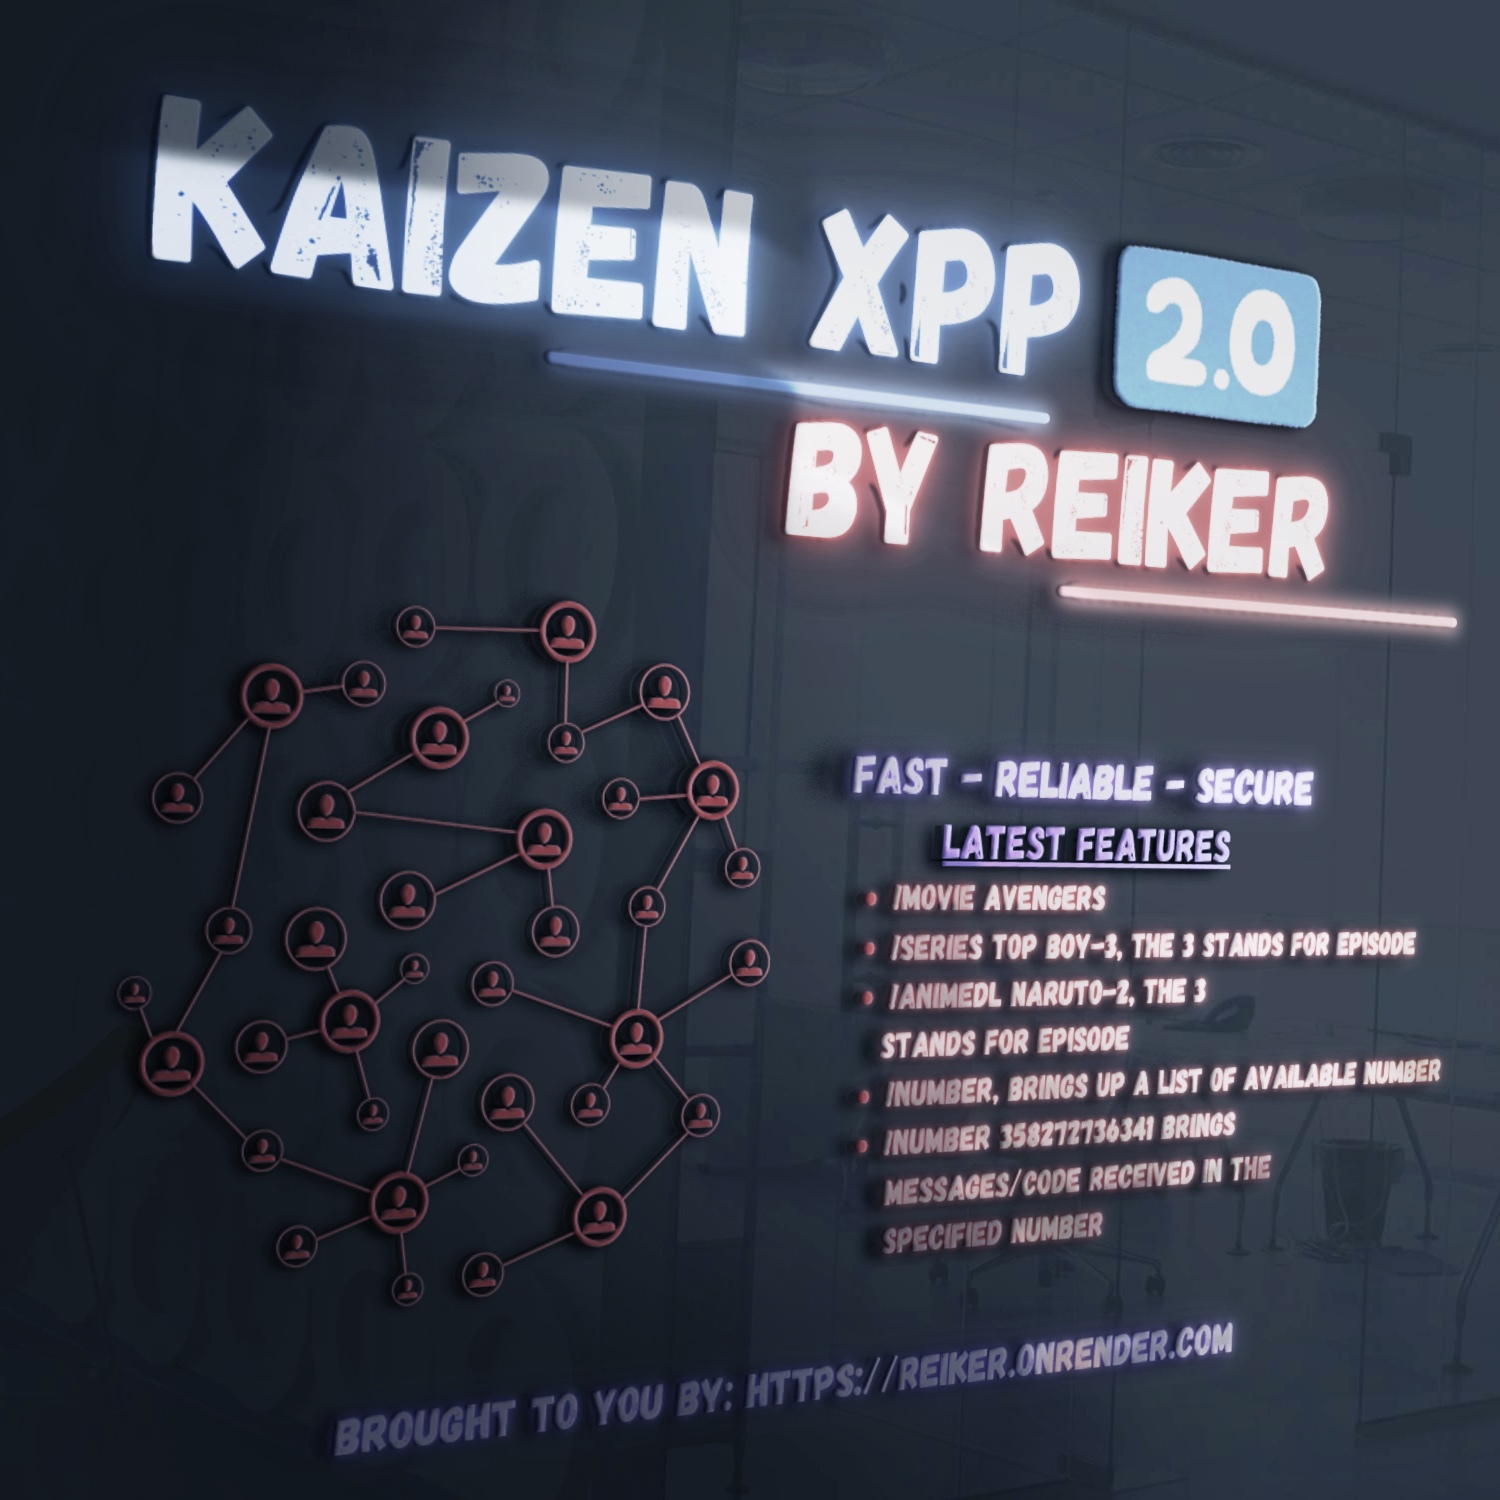 KAIZEN XPP 2.0
BY REIKER
FAST - RELIABLE - SECURE
LATEST FEATURES
• /MOVIE AVENGERS
• /SERIES TOP BOY-3, THE 3 STANDS FOR EPISODE
• /ANIMEDL NARUTO-2, THE 3
STANDS FOR EPISODE
• /NUMBER, BRINGS UP A LIST OF AVAILABLE NUMBER
• /NUMBER 358272736341 BRINGS
MESSAGES/CODE RECEIVED IN THE
SPECIFIED NUMBER
BROUGHT TO YOU BY: HTTPS://REIKER.ONRENDER.COM